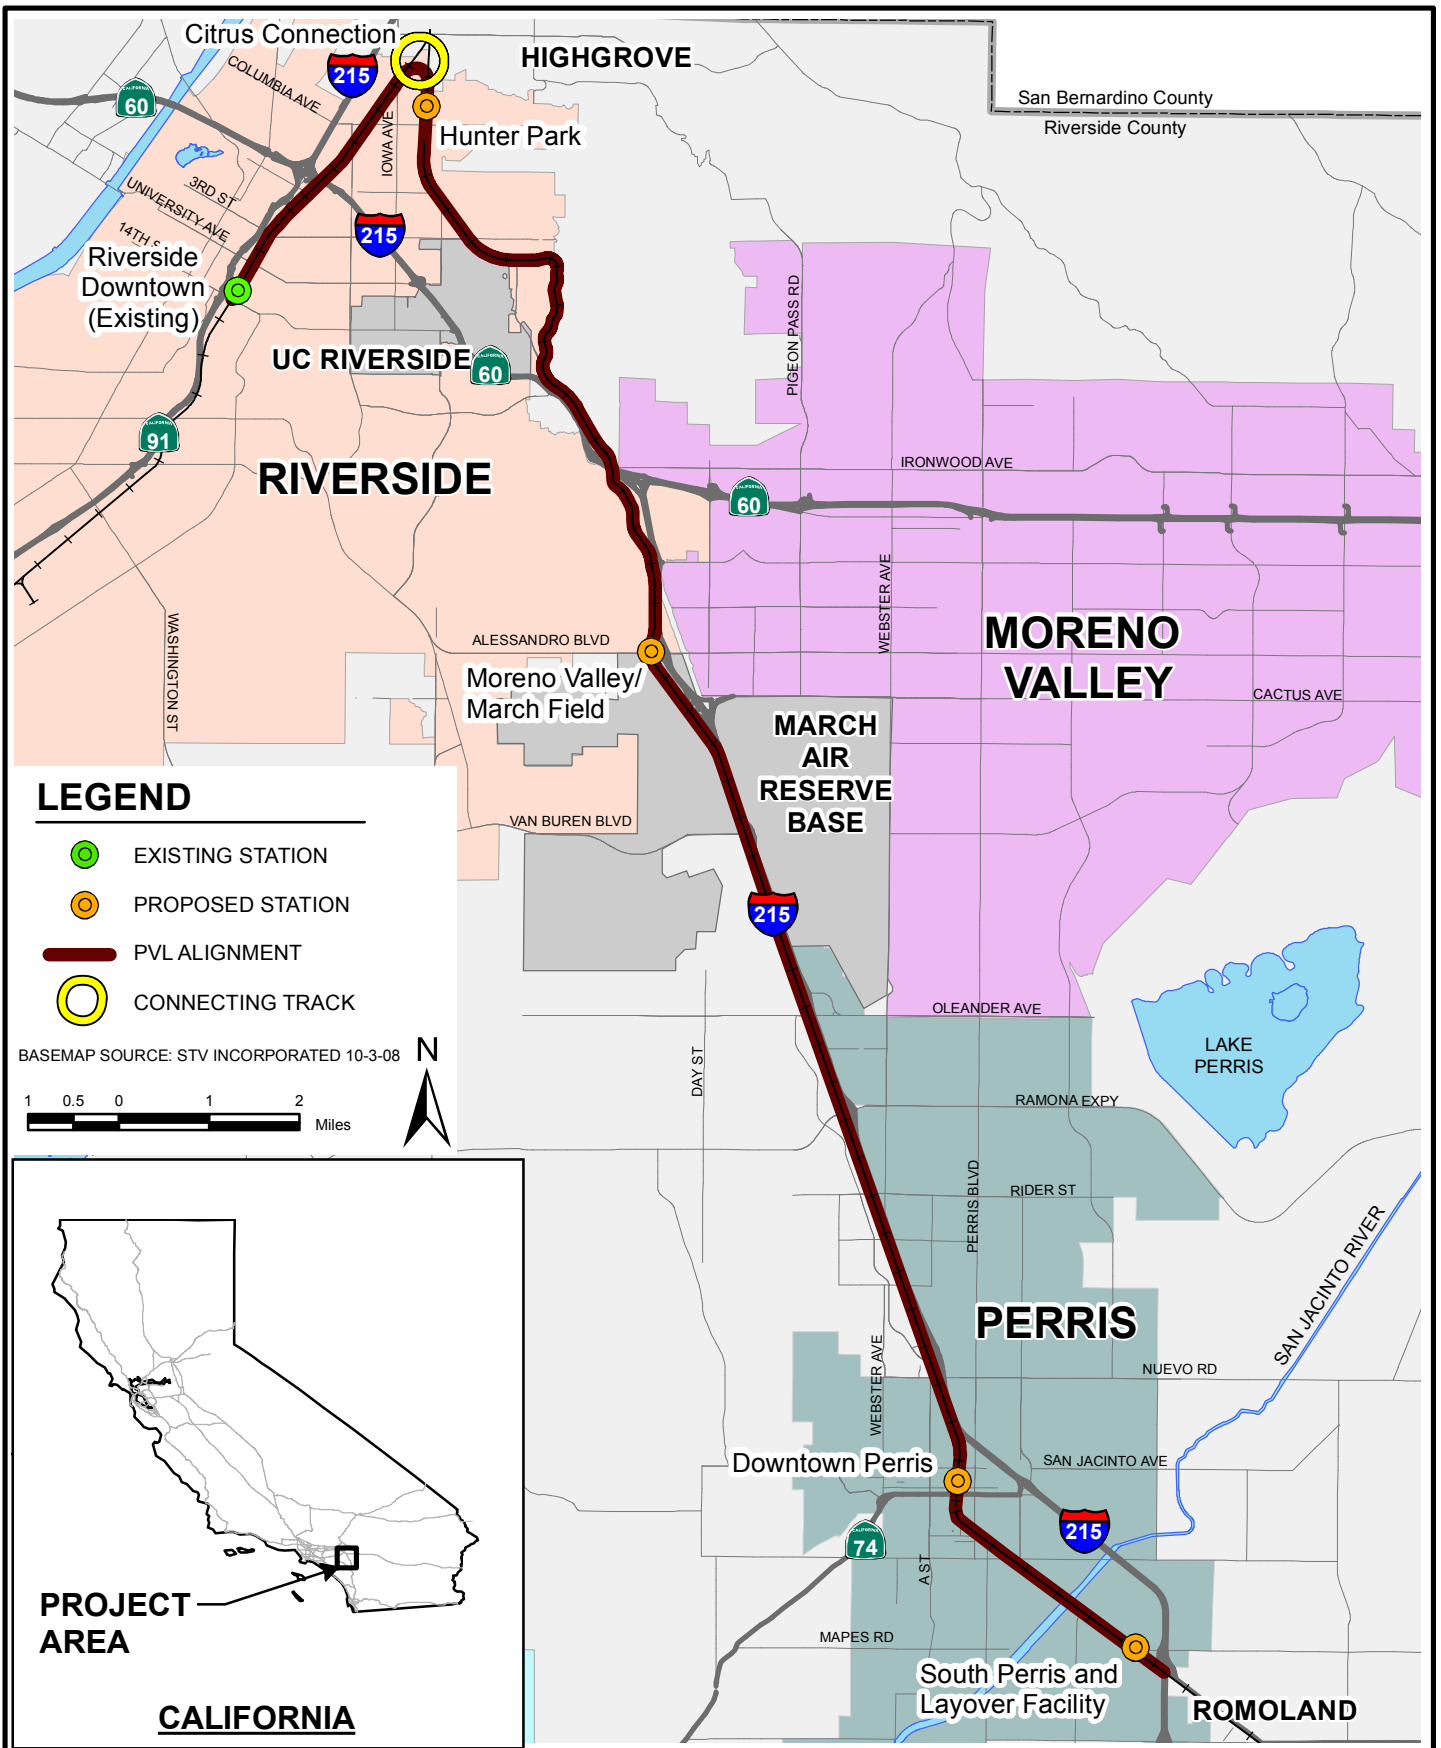 Citrus Connection
HIGHGROVE
215
COLUMBIA AVE
60
CALIFORNIA
San Bernardino County
Riverside County
Hunter Park
IOWA AVE
3RD ST
UNIVERSITY AVE
14TH S
215
Riverside
Downtown
(Existing)
PIGEON PASS RD
UC RIVERSIDE
CALIFORNIA
60
CALIFORNIA
91
RIVERSIDE
IRONWOOD AVE
CALIFORNIA
60
WEBSTER AVE
WASHINGTON ST
ALESSANDRO BLVD
MORENO
VALLEY
Moreno Valley/
March Field
CACTUS AVE
MARCH
AIR
RESERVE
BASE
VAN BUREN BLVD
215
LEGEND
EXISTING STATION
PROPOSED STATION
PVL ALIGNMENT
CONNECTING TRACK
BASEMAP SOURCE: STV INCORPORATED 10-3-08
N
1 0.5 0 1 2
Miles
OLEANDER AVE
LAKE
PERRIS
DAY ST
RAMONA EXPY
PERRIS BLVD
RIDER ST
SAN JACINTO RIVER
PERRIS
NUEVO RD
WEBSTER AVE
Downtown Perris
SAN JACINTO AVE
215
CALIFORNIA
74
A ST
MAPES RD
South Perris and
Layover Facility
ROMOLAND
PROJECT
AREA
CALIFORNIA